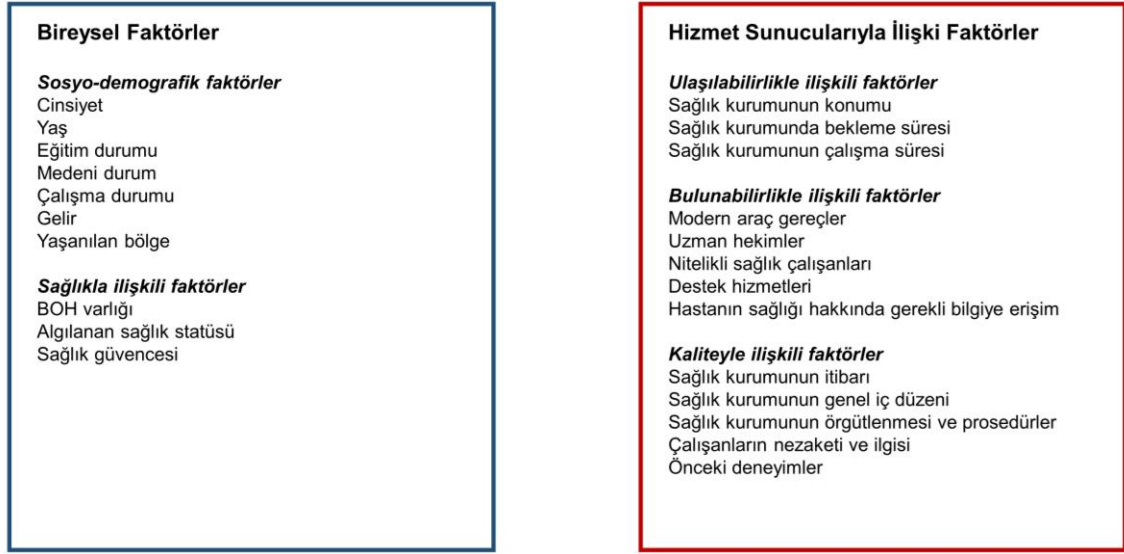 Bireysel Faktörler
Sosyo-demografik faktörler
Cinsiyet
Yaş
Eğitim durumu
Medeni durum
Çalışma durumu
Gelir
Yaşanılan bölge
Sağlıkla ilişkili faktörler
BOH varlığı
Algılanan sağlık statüsü
Sağlık güvencesi
Hizmet Sunucularıyla İlişki Faktörler
Ulaşılabilirlikle ilişkili faktörler
Sağlık kurumunun konumu
Sağlık kurumunda bekleme süresi
Sağlık kurumunun çalışma süresi
Bulunabilirlikle ilişkili faktörler
Modern araç gereçler
Uzman hekimler
Nitelikli sağlık çalışanları
Destek hizmetleri
Hastanın sağlığı hakkında gerekli bilgiye erişim
Kaliteyle ilişkili faktörler
Sağlık kurumunun itibarı
Sağlık kurumunun genel iç düzeni
Sağlık kurumunun örgütlenmesi ve prosedürler
Çalışanların nezaketi ve ilgisi
Önceki deneyimler